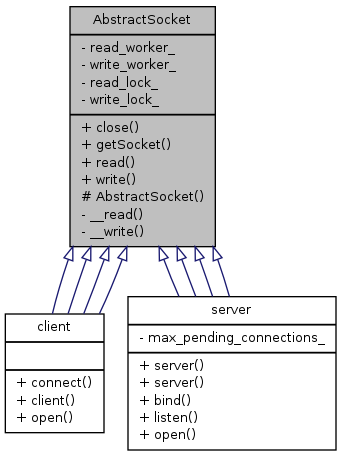 AbstractSocket
- read_worker_
- write_worker_
- read_lock_
- write_lock_
+ close()
+ getSocket()
+ read()
+ write()
# AbstractSocket()
- __read()
- __write()
client
+ connect()
+ client()
+ open()
server
- max_pending_connections_
+ server()
+ server()
+ bind()
+ listen()
+ open()